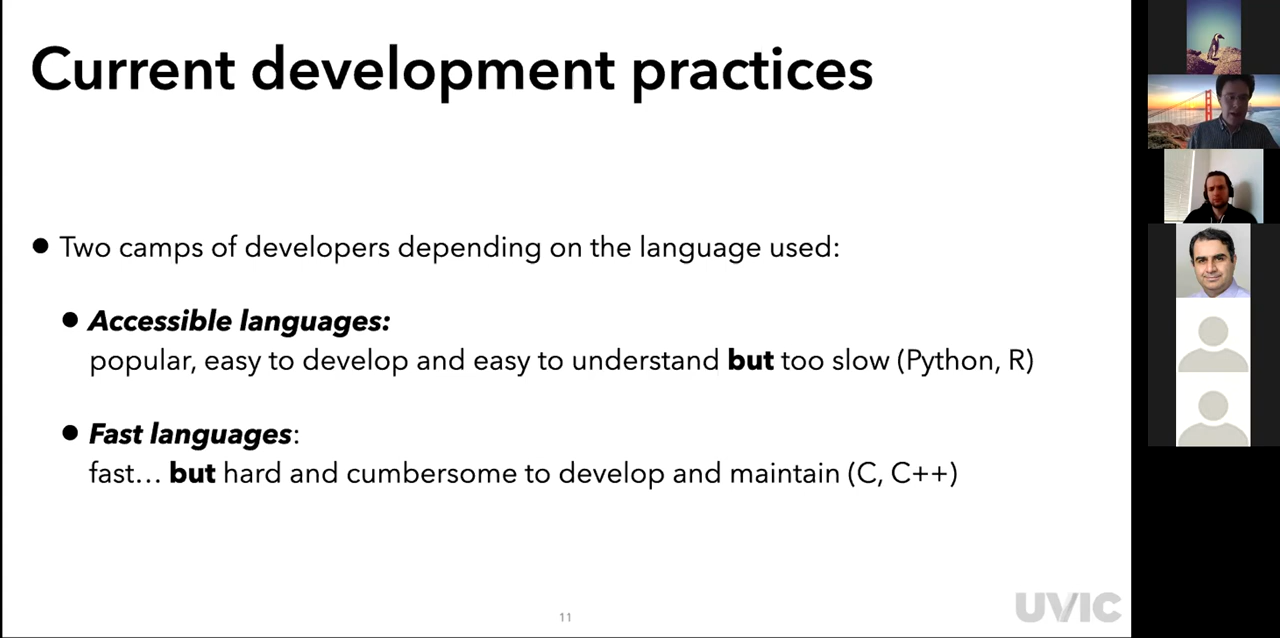 Current development practices
● Two camps of developers depending on the language used:
● Accessible languages:
popular, easy to develop and easy to understand but too slow (Python, R)
● Fast languages:
fast… but hard and cumbersome to develop and maintain (C, C++)
11
UVIC